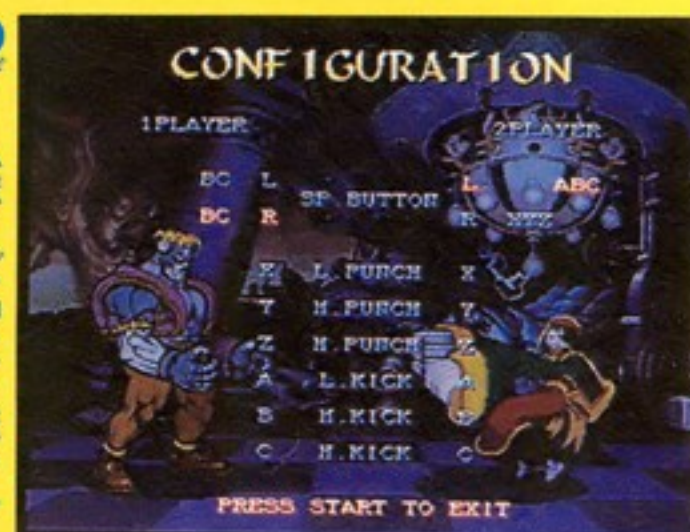 CONFIGURATION
1PLAYER 2PLAYER
BC L SP BUTTON L ABC
BC R R
X L.PUNCH X
Y M.PUNCH Y
Z H.PUNCH Z
A L.KICK A
B M.KICK B
C H.KICK C
PRESS START TO EXIT